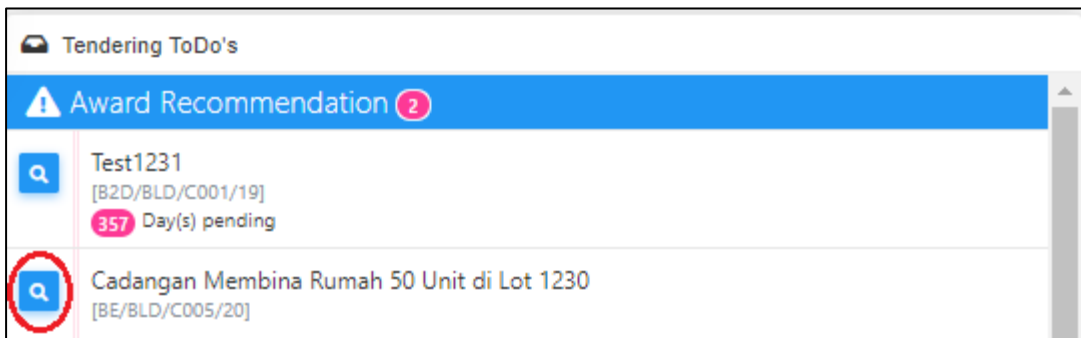 Tendering ToDo's
Award Recommendation 2
Test1231
[B2D/BLD/C001/19]
357 Day(s) pending
Cadangan Membina Rumah 50 Unit di Lot 1230
[BE/BLD/C005/20]